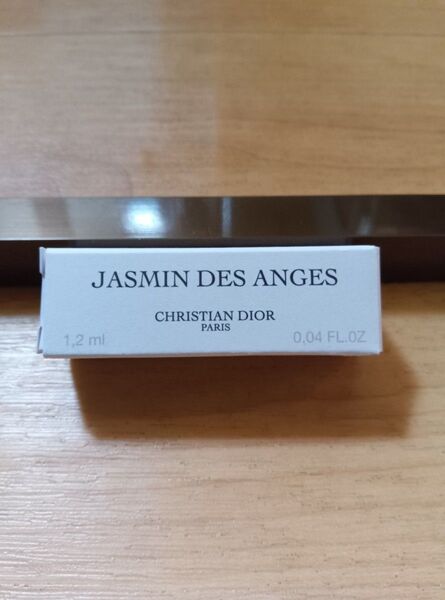 JASMIN DES ANGES
CHRISTIAN DIOR
PARIS
1,2 ml 0,04 FL.OZ